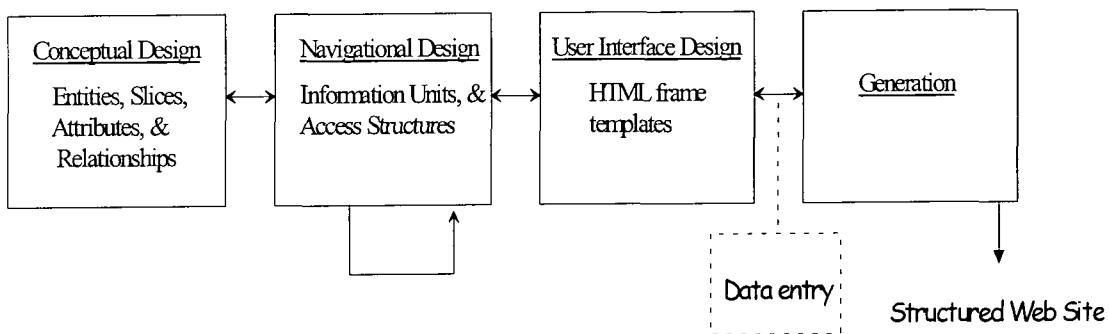 Conceptual Design
Entities, Slices,
Attributes, &
Relationships
Navigational Design
Information Units, &
Access Structures
User Interface Design
HTML frame
templates
Generation
Data entry
Structured Web Site